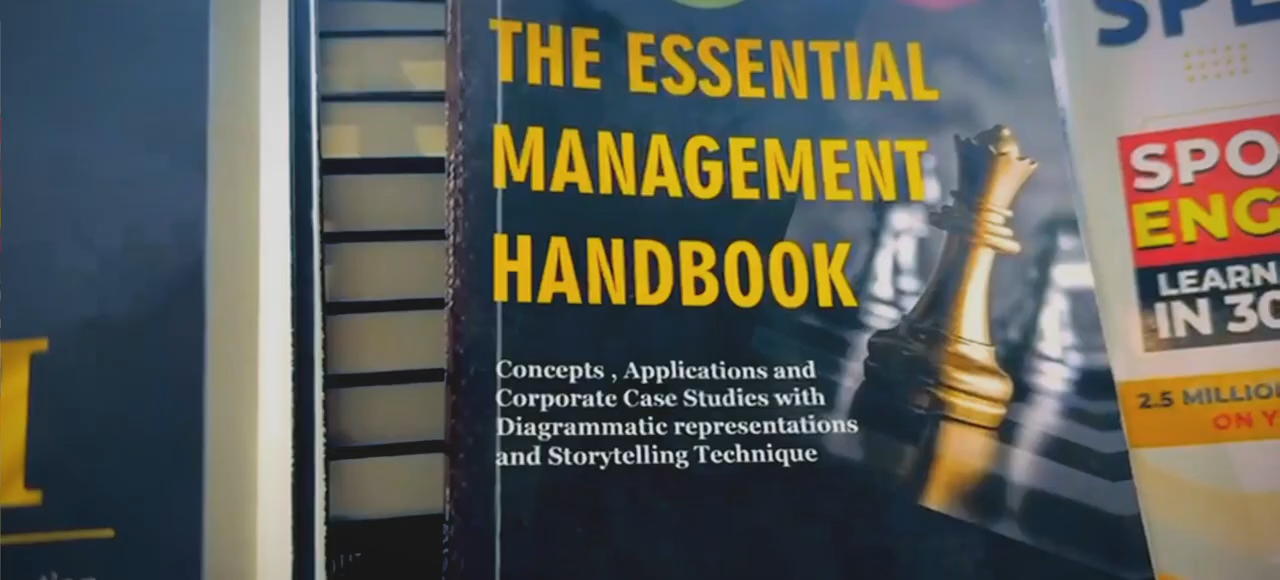 THE ESSENTIAL
MANAGEMENT
HANDBOOK
Concepts , Applications and
Corporate Case Studies with
Diagrammatic representations
and Storytelling Technique
SPO
ENG
LEARN
IN 30
2.5 MILLION
ON Y